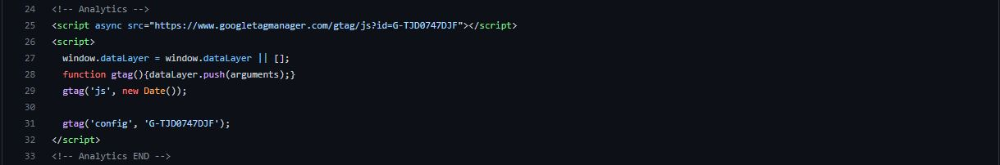 24 <!-- Analytics -->
25 <script async src="https://www.googletagmanager.com/gtag/js?id=G-TJD0747DJF"></script>
26 <script>
27 window.dataLayer = window.dataLayer || [];
28 function gtag(){dataLayer.push(arguments);}
29 gtag('js', new Date());
30
31 gtag('config', 'G-TJD0747DJF');
32 </script>
33 <!-- Analytics END -->